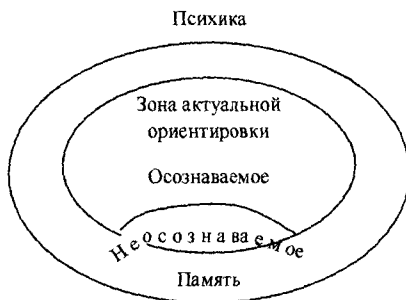 Психика
Зона актуальной
ориентировки
Осознаваемое
Неосознаваемое
Память